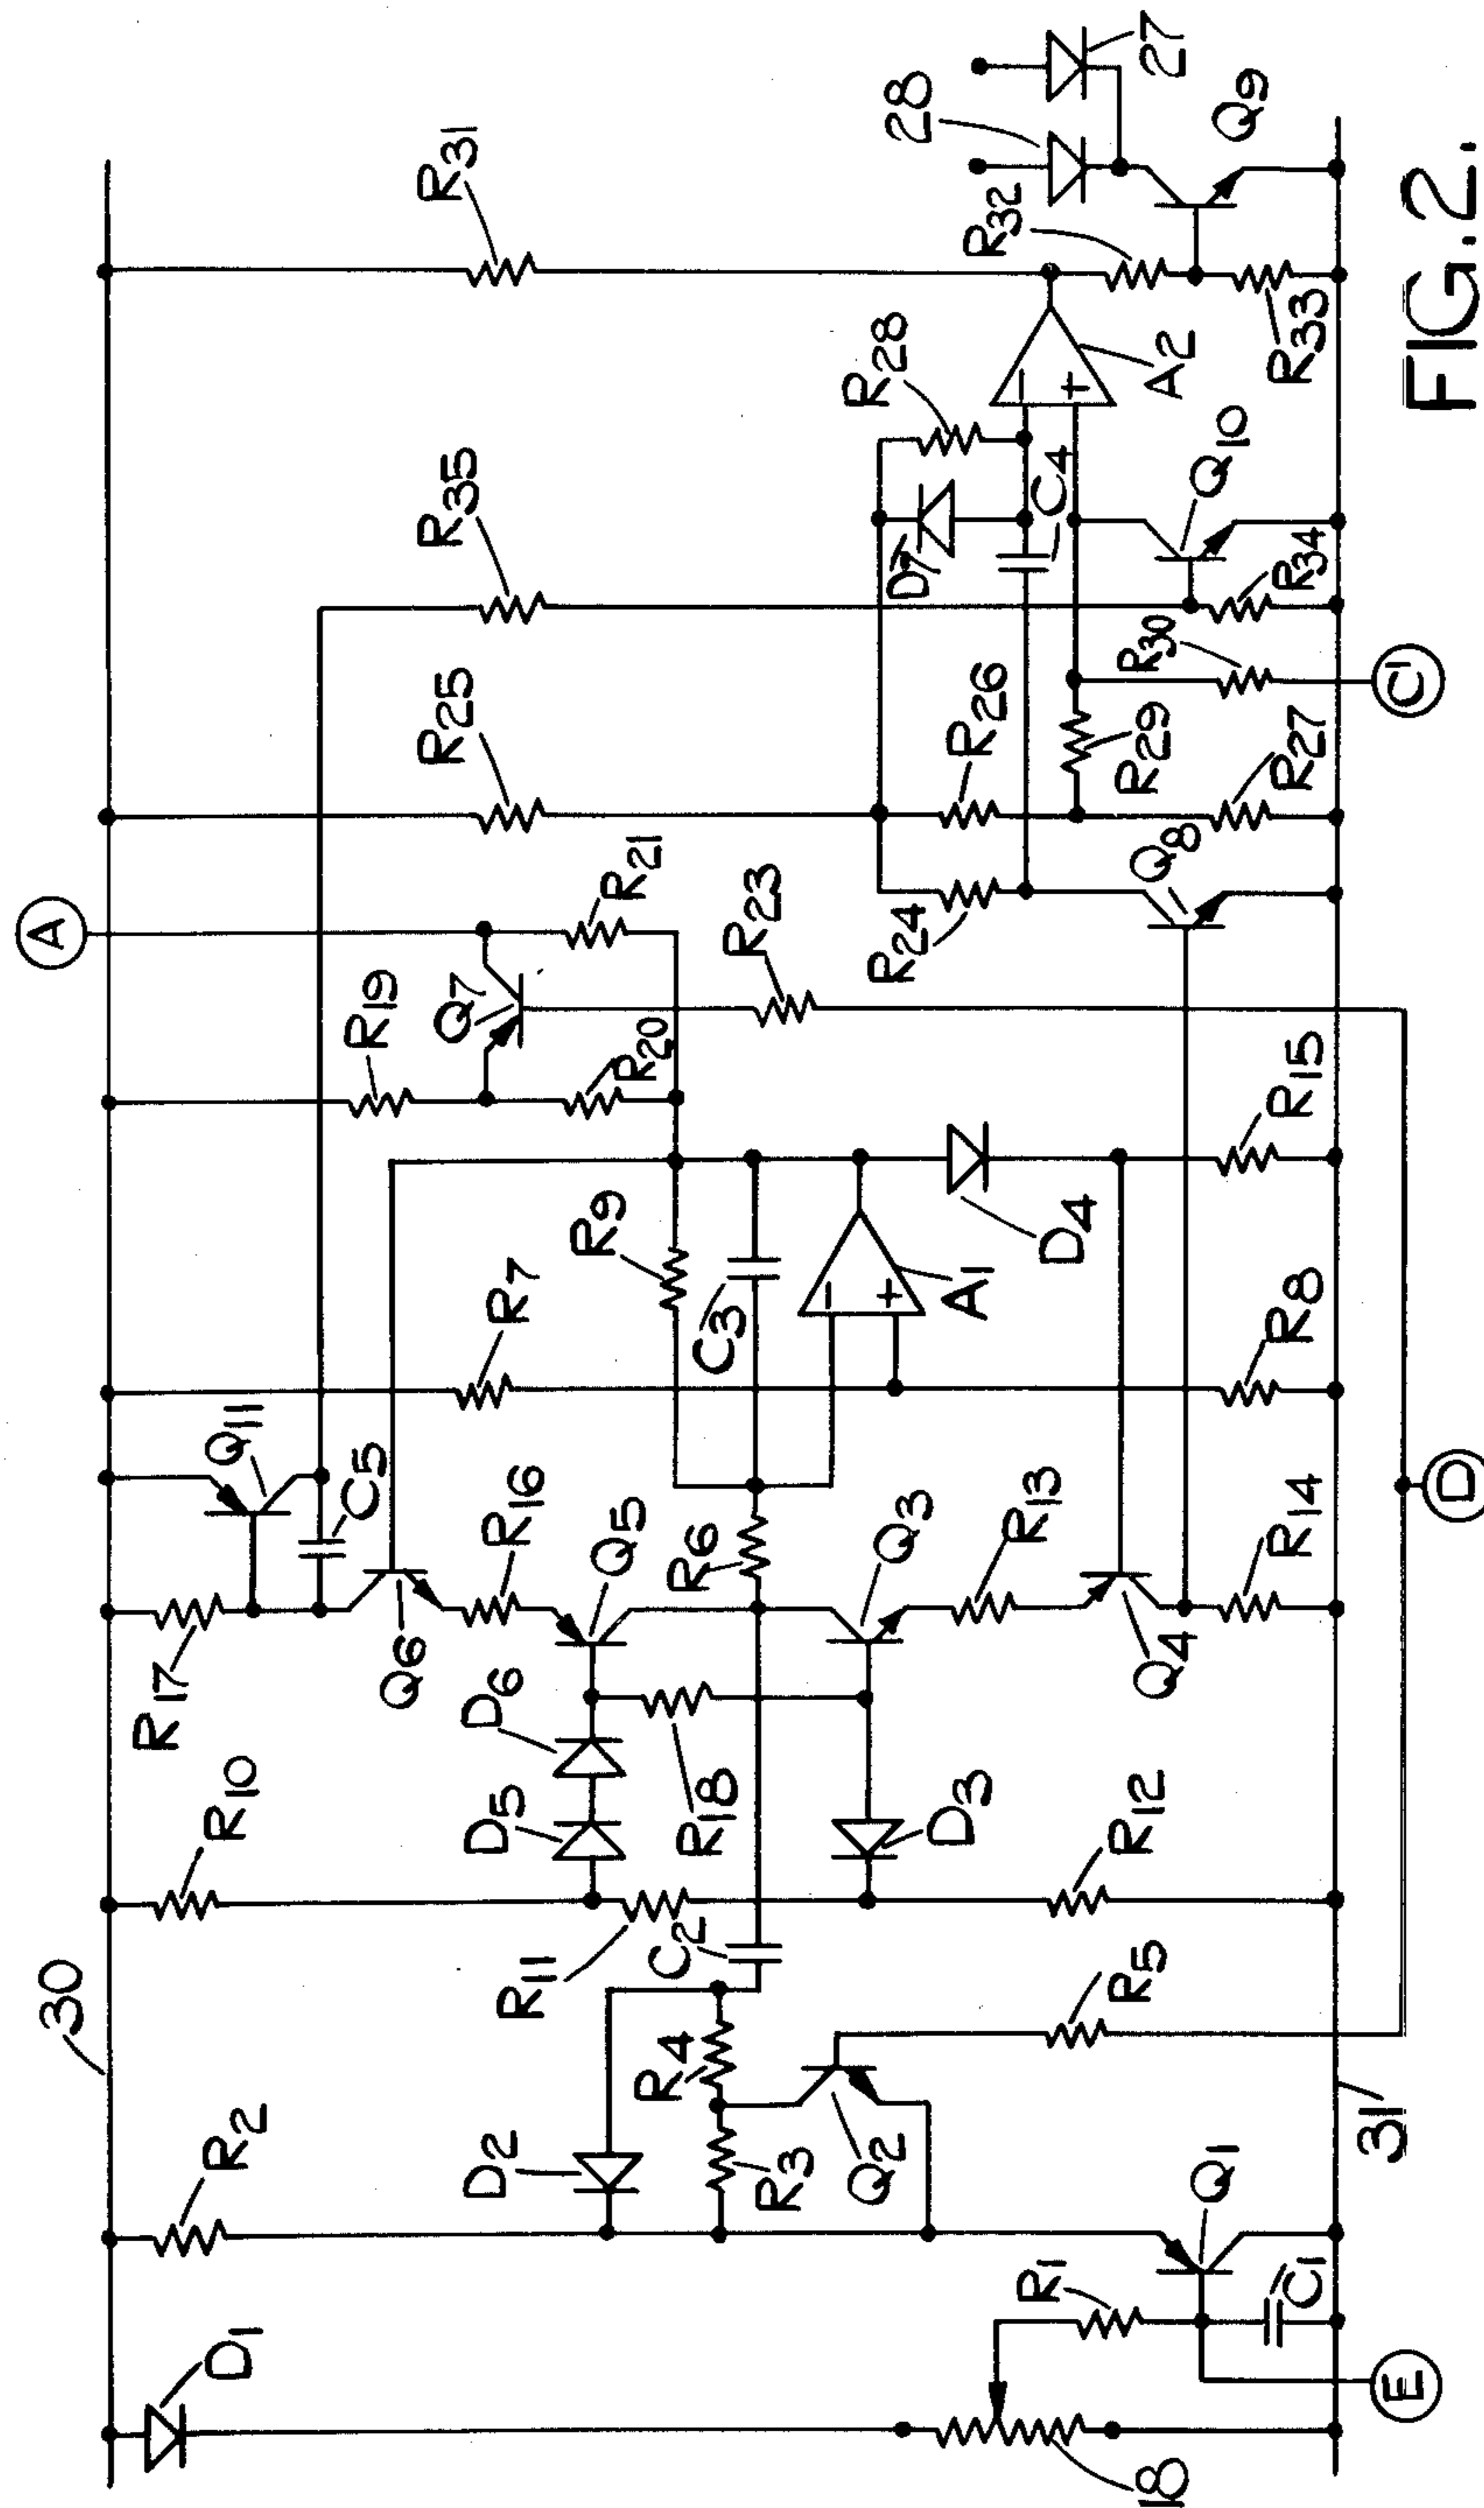 30
A
R2
R10
R17
Q11
R7
R19
R25
R35
R31
D1
D2
R11
D5
D6
Q6
C5
R16
Q5
R9
Q7
R20
R21
R23
R3
R4
C2
R18
R6
C3
A1
R24
R26
D7
R28
28
27
Q2
R5
D3
Q3
R13
D4
Q8
R29
R30
C4
A2
R32
Q9
18
R1
Q1
C1
R12
Q4
R14
R8
R15
R27
R34
Q10
R33
E
31
D
C'
FIG.2.